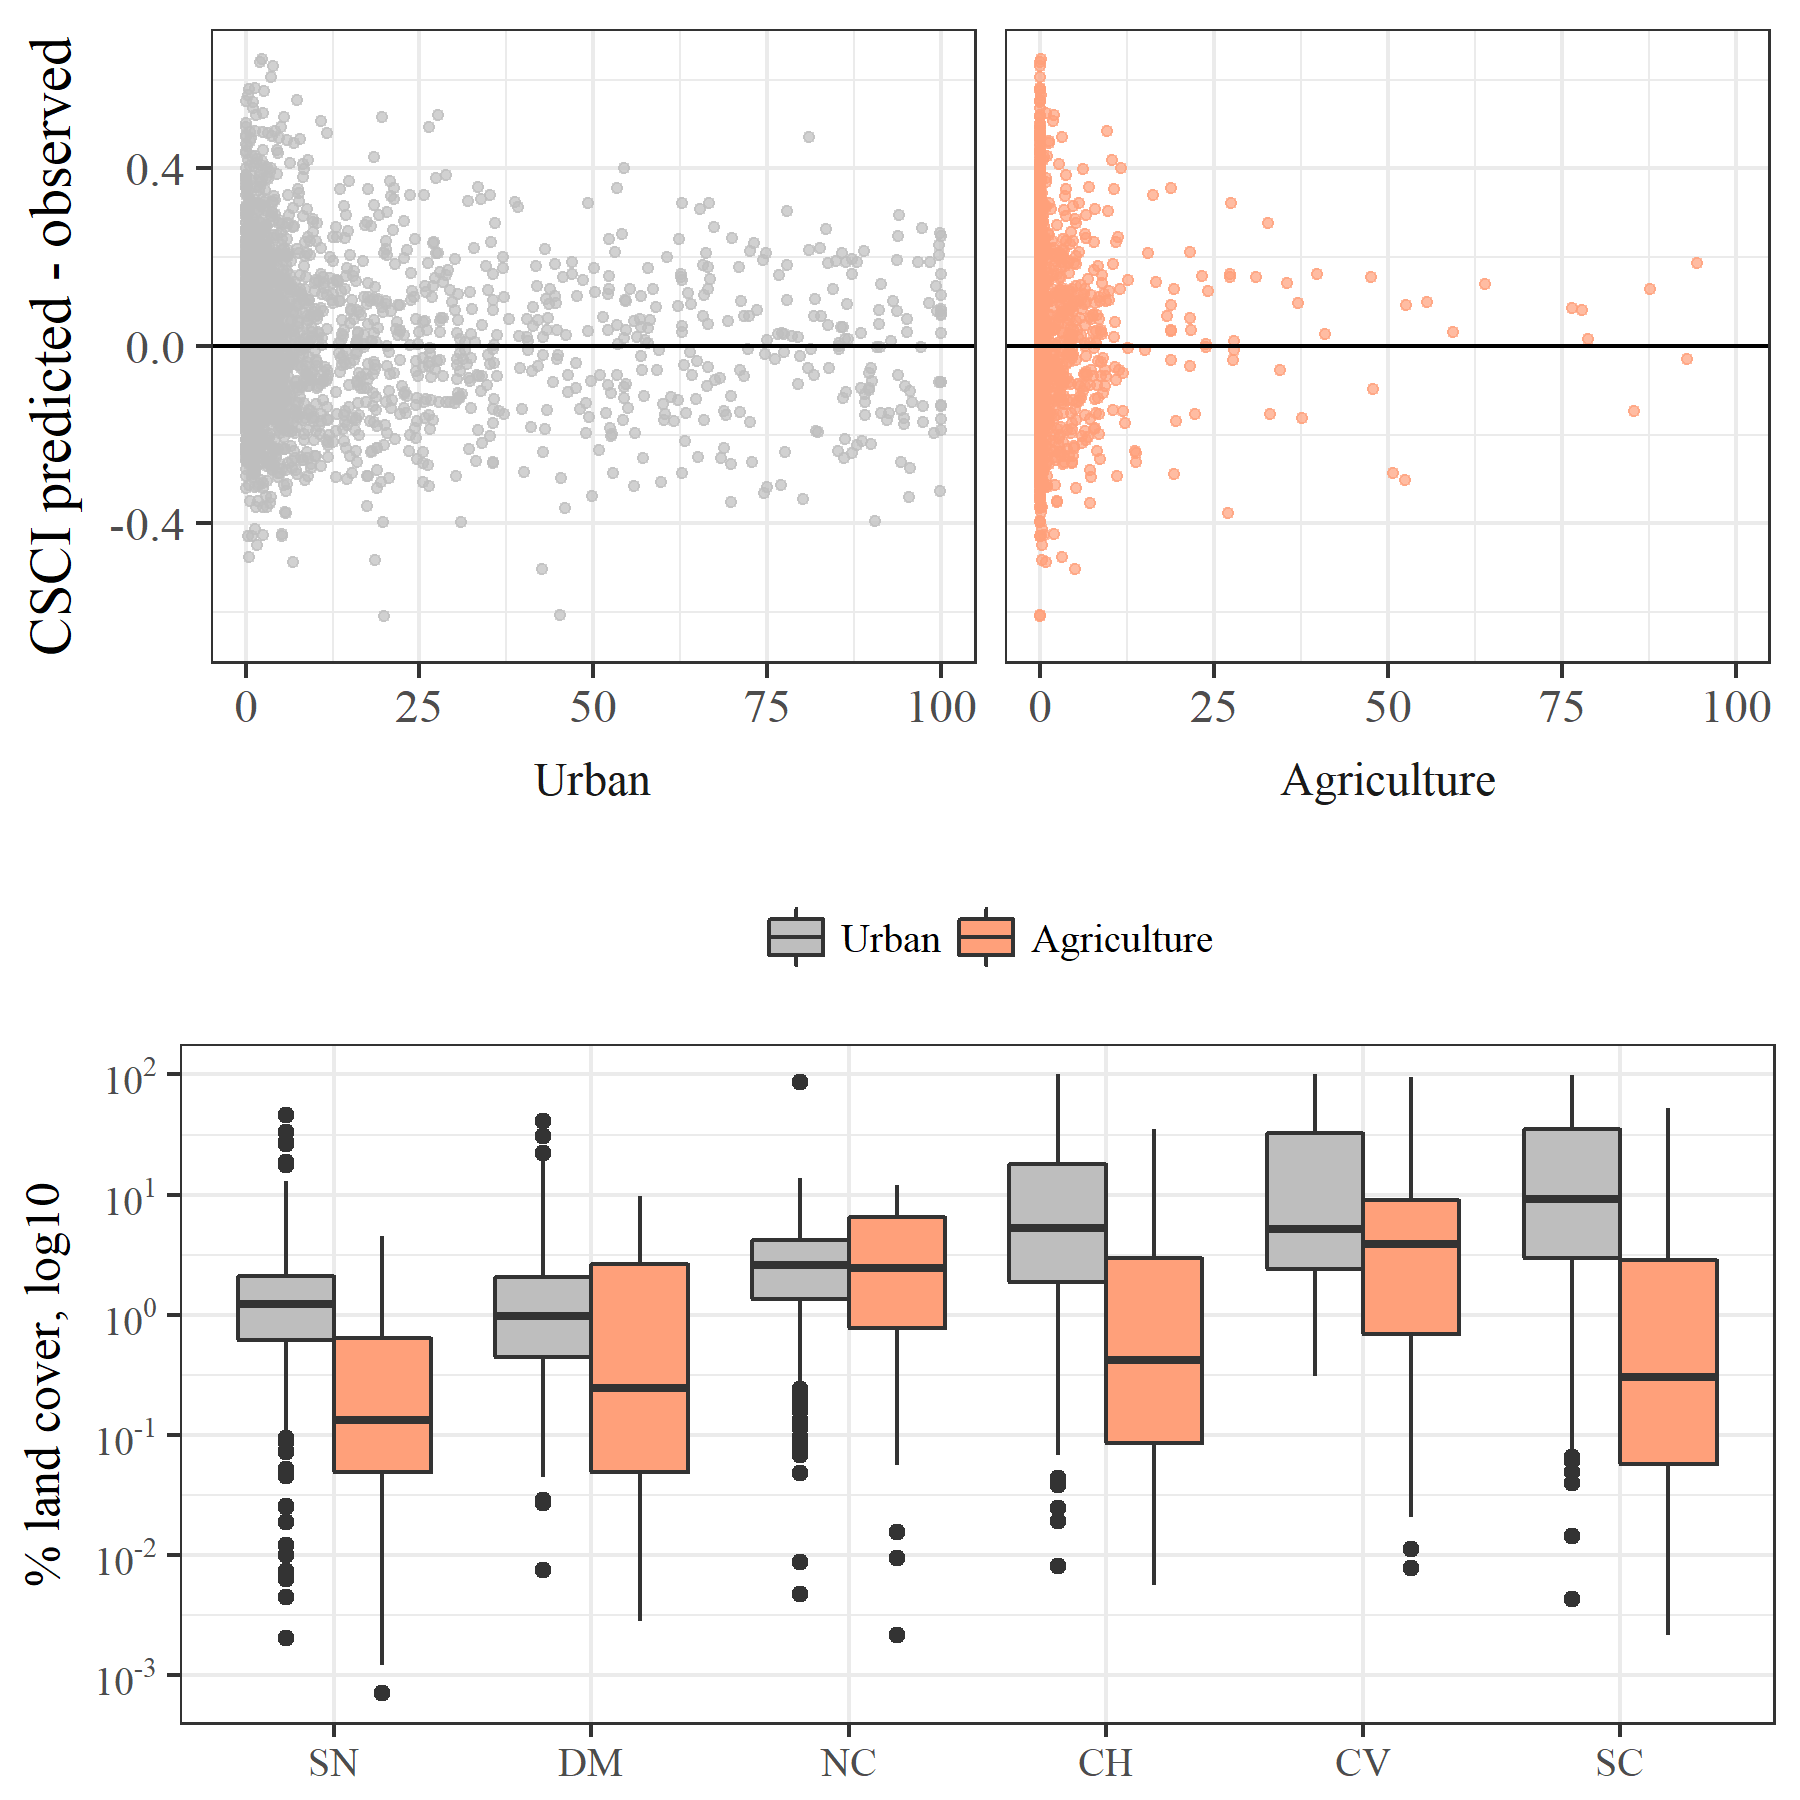 CSCI predicted - observed
0.4
0.0
-0.4
0 25 50 75 100
0 25 50 75 100
Urban
Agriculture
Urban Agriculture
% land cover, log10
10²
10¹
10⁰
10⁻¹
10⁻²
10⁻³
SN DM NC CH CV SC